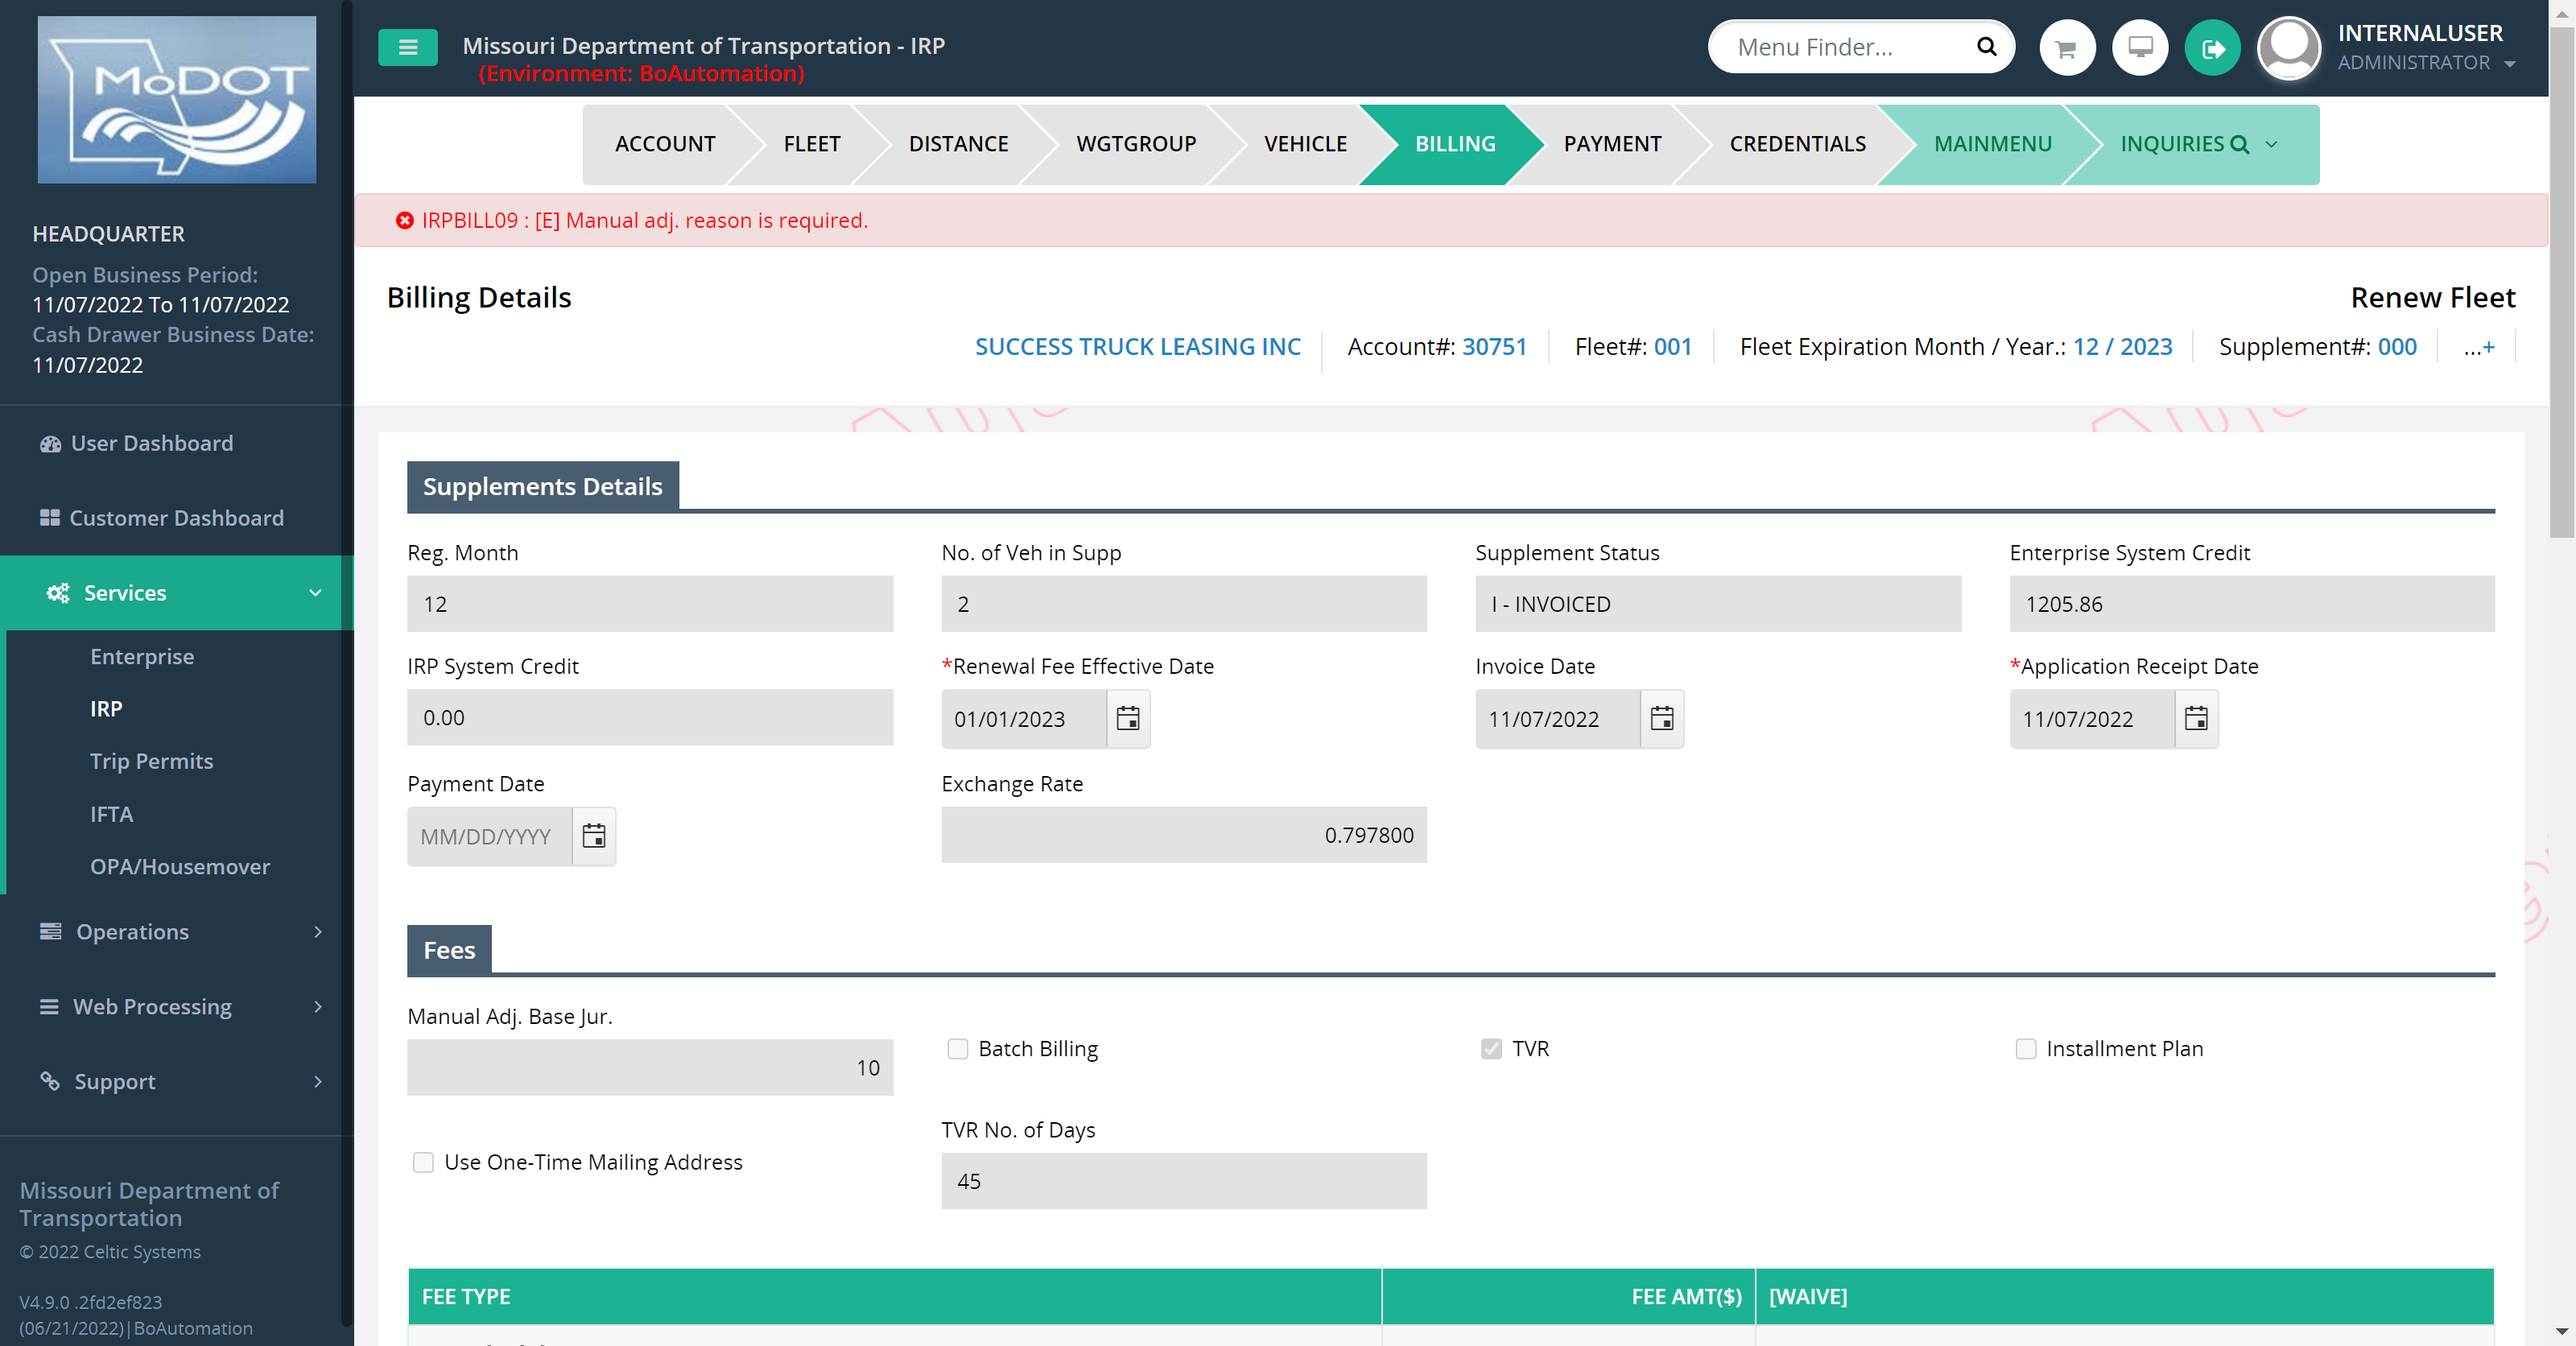 MoDOT
Missouri Department of Transportation - IRP
(Environment: BoAutomation)
Menu Finder...
INTERNALUSER
ADMINISTRATOR
ACCOUNT
FLEET
DISTANCE
WGTGROUP
VEHICLE
BILLING
PAYMENT
CREDENTIALS
MAINMENU
INQUIRIES
IRPBILL09 : [E] Manual adj. reason is required.
HEADQUARTER
Open Business Period:
11/07/2022 To 11/07/2022
Cash Drawer Business Date:
11/07/2022
User Dashboard
Customer Dashboard
Services
Enterprise
IRP
Trip Permits
IFTA
OPA/Housemover
Operations
Web Processing
Support
Missouri Department of
Transportation
© 2022 Celtic Systems
V4.9.0 .2fd2ef823
(06/21/2022)|BoAutomation
Billing Details
Renew Fleet
SUCCESS TRUCK LEASING INC
Account#: 30751
Fleet#: 001
Fleet Expiration Month / Year.: 12 / 2023
Supplement#: 000
...+
Supplements Details
Reg. Month
12
No. of Veh in Supp
2
Supplement Status
I - INVOICED
Enterprise System Credit
1205.86
IRP System Credit
0.00
*Renewal Fee Effective Date
01/01/2023
Invoice Date
11/07/2022
*Application Receipt Date
11/07/2022
Payment Date
MM/DD/YYYY
Exchange Rate
0.797800
Fees
Manual Adj. Base Jur.
10
Batch Billing
TVR
Installment Plan
Use One-Time Mailing Address
TVR No. of Days
45
FEE TYPE
FEE AMT($)
[WAIVE]